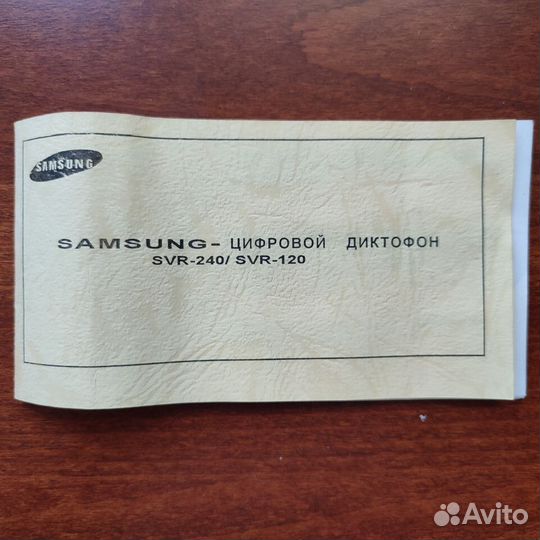 SAMSUNG
SAMSUNG- ЦИФРОВОЙ ДИКТОФОН
SVR-240/ SVR-120
Avito